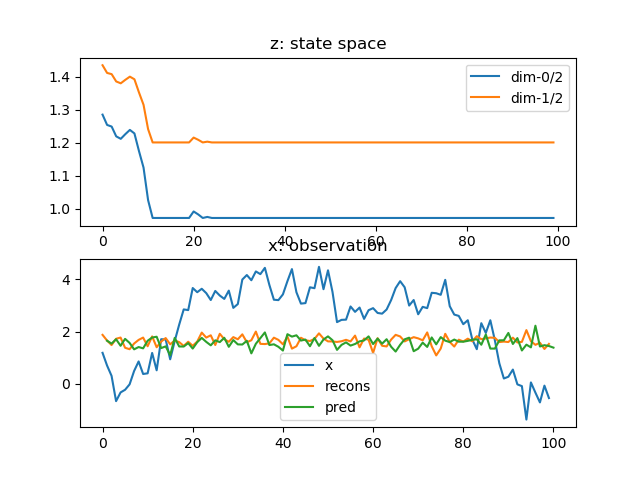 z: state space
1.4
1.3
1.2
1.1
1.0
dim-0/2
dim-1/2
0 20 40 60 80 100
x: observation
4
2
0
x
recons
pred
0 20 40 60 80 100